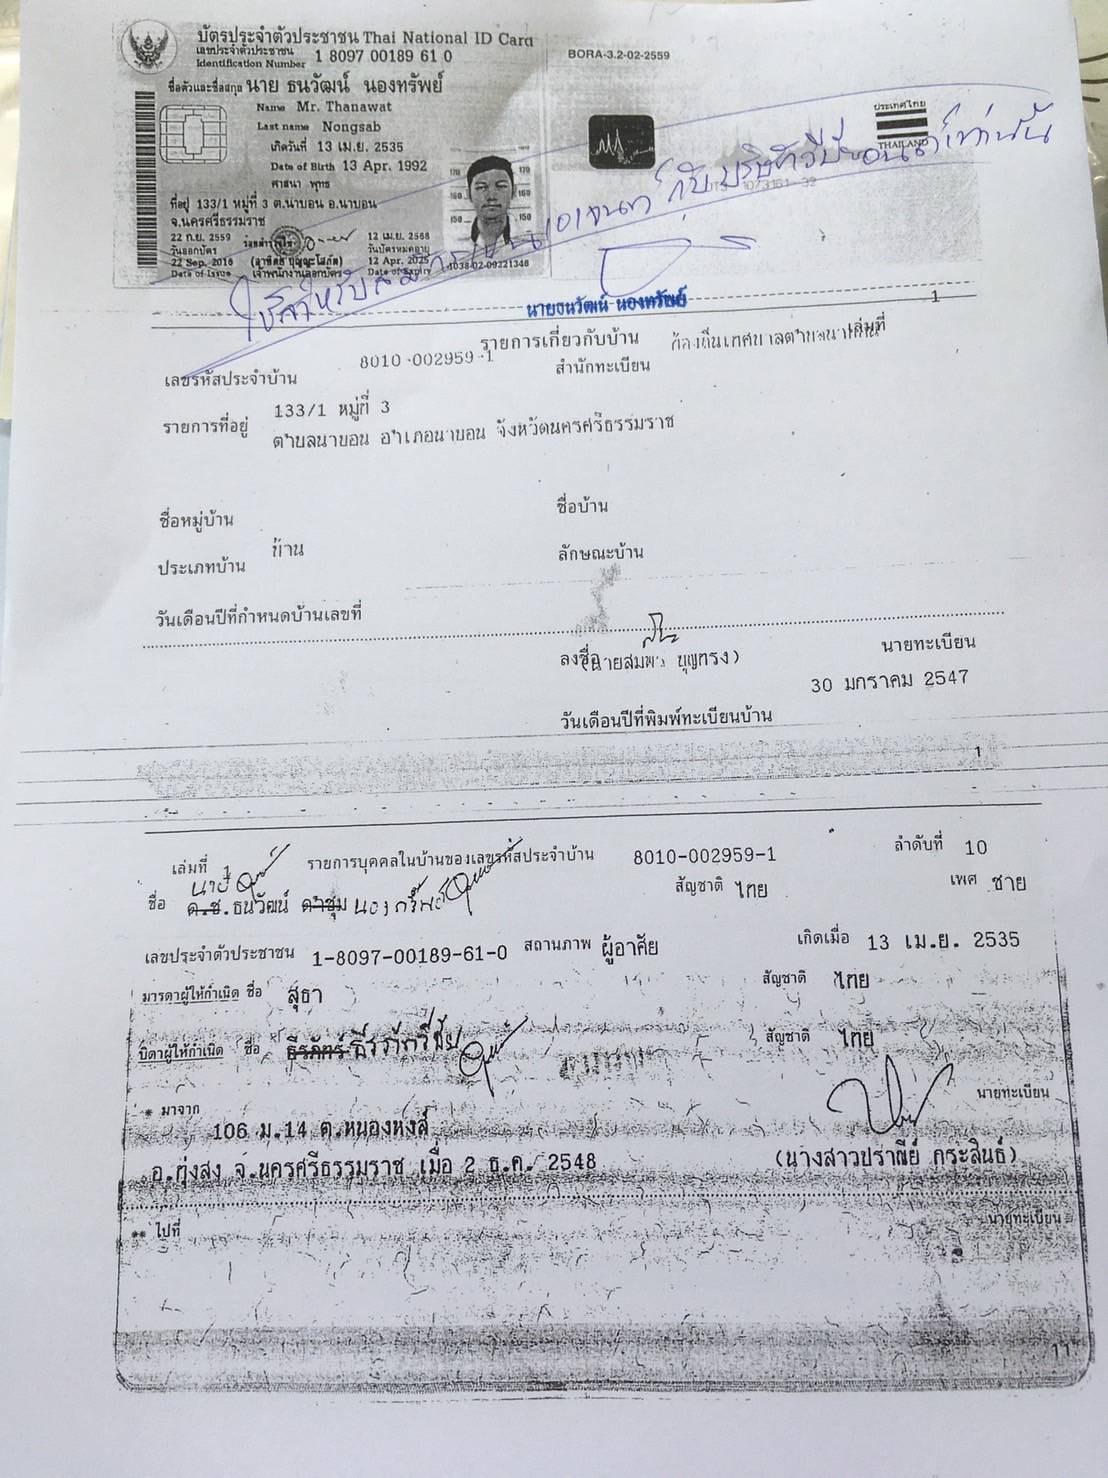 บัตรประจำตัวประชาชน Thai National ID Card
เลขประจำตัวประชาชน
Identification Number 1 8097 00189 61 0
BORA-3.2-02-2559
ชื่อตัวและชื่อสกุล นาย ธนวัฒน์ นองทรัพย์
Name Mr. Thanawat
Last name Nongsab
เกิดวันที่ 13 เม.ย. 2535
Date of Birth 13 Apr. 1992
ศาสนา พุทธ
ที่อยู่ 133/1 หมู่ที่ 3 ต.นาบอน อ.นาบอน
จ.นครศรีธรรมราช
22 ก.ย. 2559
วันออกบัตร
22 Sep. 2016
Date of Issue
เจ้าพนักงานออกบัตร
12 เม.ย. 2568
วันบัตรหมดอายุ
12 Apr. 2025
Date of Expiry
170 170
160 160
150 150
1038-02-09221348
ประเทศไทย
THAILAND
ใช้สำหรับสมัคร กับบริษัท เท่านั้น
นายธนวัฒน์ นองทรัพย์
1
รายการเกี่ยวกับบ้าน
เล่มที่
เลขรหัสประจำบ้าน 8010-002959-1
สำนักทะเบียน ท้องถิ่นเทศบาลตำบลนาบอน
รายการที่อยู่ 133/1 หมู่ที่ 3
ตำบลนาบอน อำเภอนาบอน จังหวัดนครศรีธรรมราช
ชื่อหมู่บ้าน
ชื่อบ้าน
ประเภทบ้าน บ้าน
ลักษณะบ้าน
วันเดือนปีที่กำหนดบ้านเลขที่
ลงชื่อ บุญทรง)
นายทะเบียน
30 มกราคม 2547
วันเดือนปีที่พิมพ์ทะเบียนบ้าน
1
เล่มที่ 1 รายการบุคคลในบ้านของเลขรหัสประจำบ้าน 8010-002959-1 ลำดับที่ 10
นาย
ชื่อ ด.ช.ธนวัฒน์ ดำชุม นองทรัพย์ สัญชาติ ไทย เพศ ชาย
เลขประจำตัวประชาชน 1-8097-00189-61-0 สถานภาพ ผู้อาศัย เกิดเมื่อ 13 เม.ย. 2535
มารดาผู้ให้กำเนิด ชื่อ สุธา สัญชาติ ไทย
บิดาผู้ให้กำเนิด ชื่อ ธีรภัทร์ สัญชาติ ไทย
* มาจาก
นายทะเบียน
106 ม.14 ต.หนองหงส์
อ.ทุ่งสง จ.นครศรีธรรมราช เมื่อ 2 ธ.ค. 2548
(นางสาวปราณีย์ กระสินธ์)
** ไปที่
นายทะเบียน
11